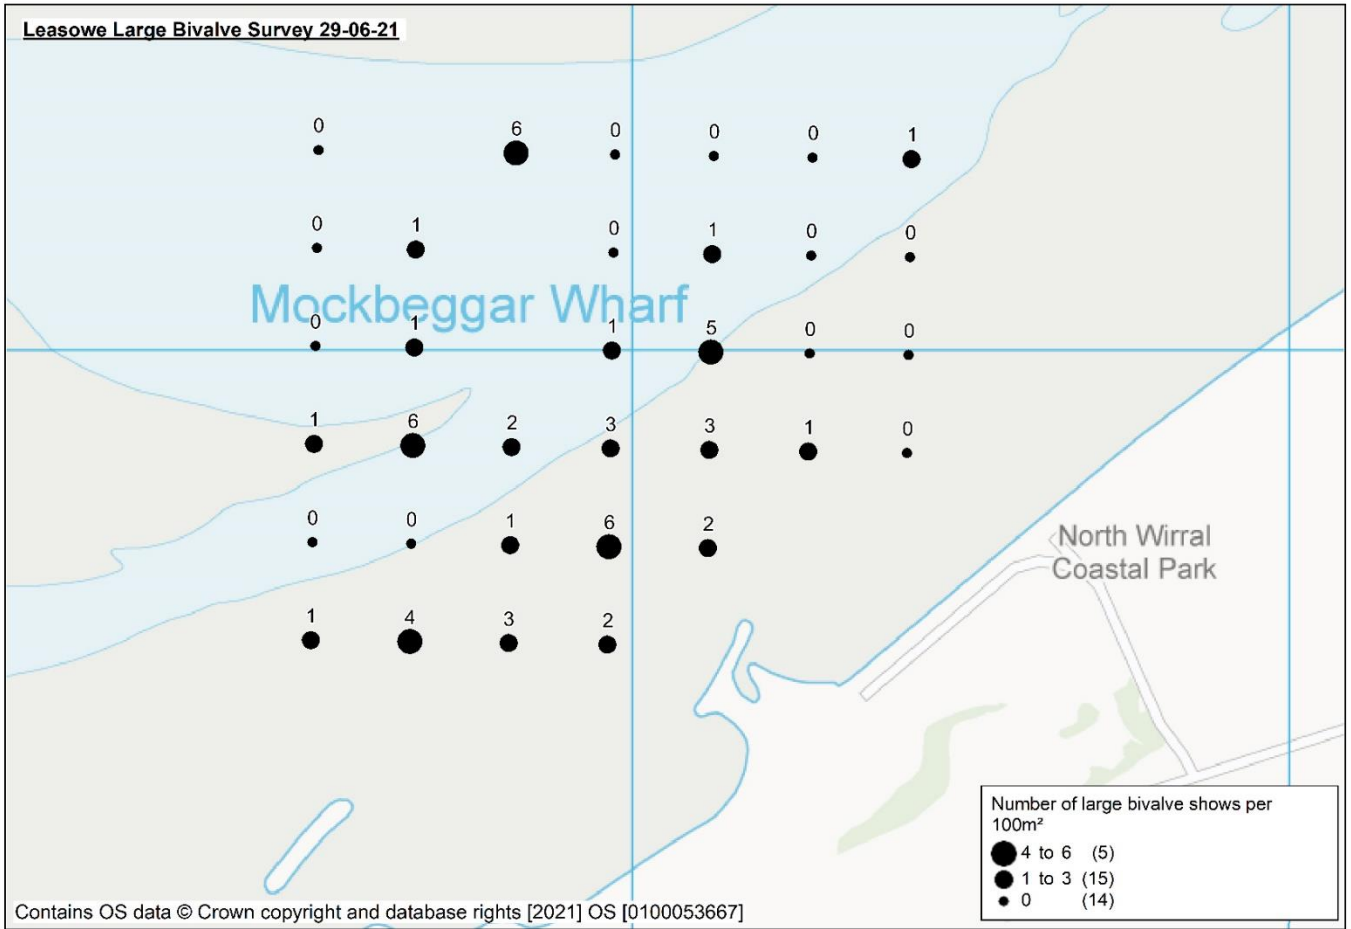 Leasowe Large Bivalve Survey 29-06-21
0 6 0 0 0 1
0 1 0 1 0 0
Mockbeggar Wharf
0 1 1 5 0 0
1 6 2 3 3 1 0
0 0 1 6 2
North Wirral
Coastal Park
1 4 3 2
Number of large bivalve shows per
100m²
4 to 6 (5)
1 to 3 (15)
0 (14)
Contains OS data © Crown copyright and database rights [2021] OS [0100053667]